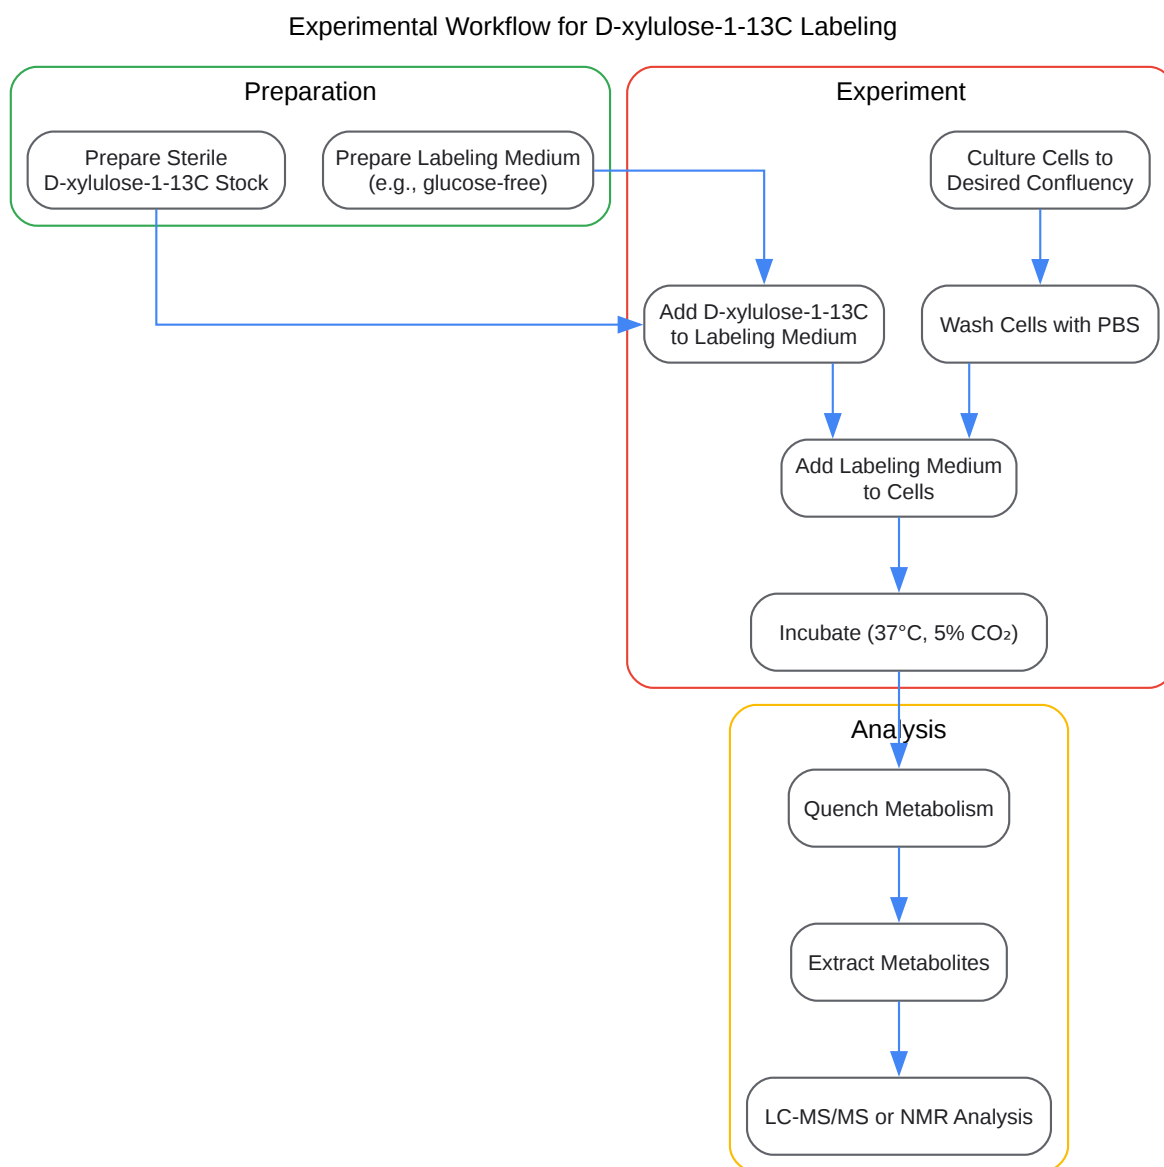 Experimental Workflow for D-xylulose-1-13C Labeling
Preparation
Prepare Sterile
D-xylulose-1-13C Stock
Prepare Labeling Medium
(e.g., glucose-free)
Experiment
Culture Cells to
Desired Confluency
Add D-xylulose-1-13C
to Labeling Medium
Wash Cells with PBS
Add Labeling Medium
to Cells
Incubate (37°C, 5% CO₂)
Analysis
Quench Metabolism
Extract Metabolites
LC-MS/MS or NMR Analysis